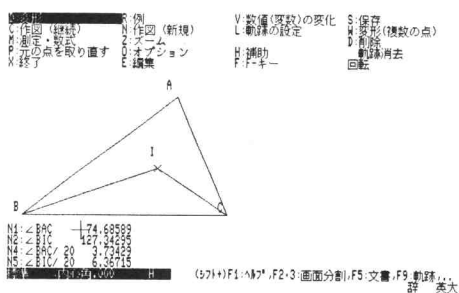 R:例 V:数値(変数)の変化 S:保存
C:作図(継続) N:作図(新規) L:軌跡の設定 W:変形(複数の点)
M:測定・数式 Z:ズーム D:削除
P:元の点を取り直す O:オプション H:補助 軌跡消去
X:終了 E:編集 F:F-キー 回転
A
I
B
C
N1:∠BAC 74.68589
N2:∠BIC 127.34295
N4:∠BAC/ 20 3.73429
N5:∠BIC/ 20 6.36715
H (シフト+)F1:ヘルプ,F2・3:画面分割,F5:文書,F9:軌跡,..
辞 英大